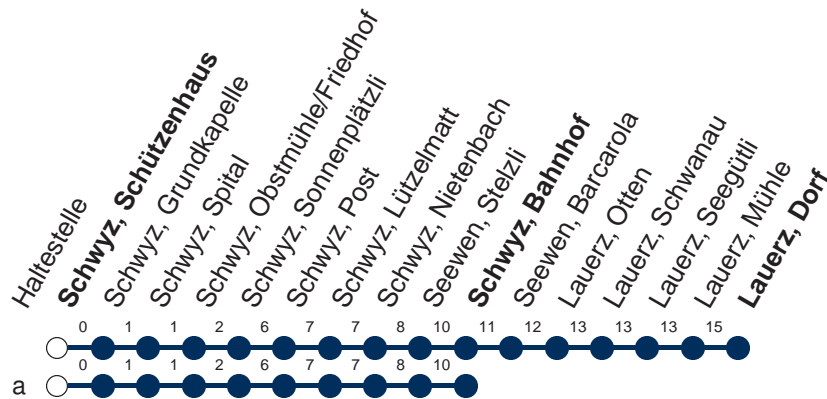 Haltestelle
Schwyz, Schützenhaus
Schwyz, Grundkapelle
Schwyz, Spital
Schwyz, Obstmühle/Friedhof
Schwyz, Sonnenplätzli
Schwyz, Post
Schwyz, Lützelmatt
Schwyz, Nietenbach
Seewen, Stelzli
Schwyz, Bahnhof
Seewen, Barcarola
Lauerz, Otten
Lauerz, Schwanau
Lauerz, Seegütli
Lauerz, Mühle
Lauerz, Dorf
0 1 1 2 6 7 7 8 10 11 12 13 13 13 15
a 0 1 1 2 6 7 7 8 10